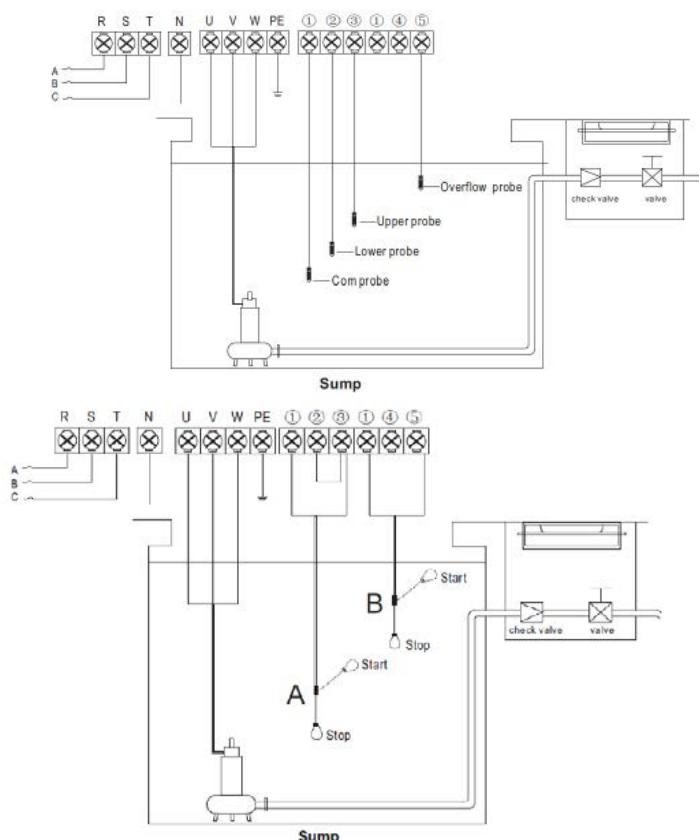 R S T N U V W PE ① ② ③ ① ④ ⑤
A
B
C
Overflow probe
check valve valve
Upper probe
Lower probe
Com probe
Sump
R S T N U V W PE ① ② ③ ① ④ ⑤
A
B
C
Start
B
check valve valve
Stop
Start
A
Stop
Sump